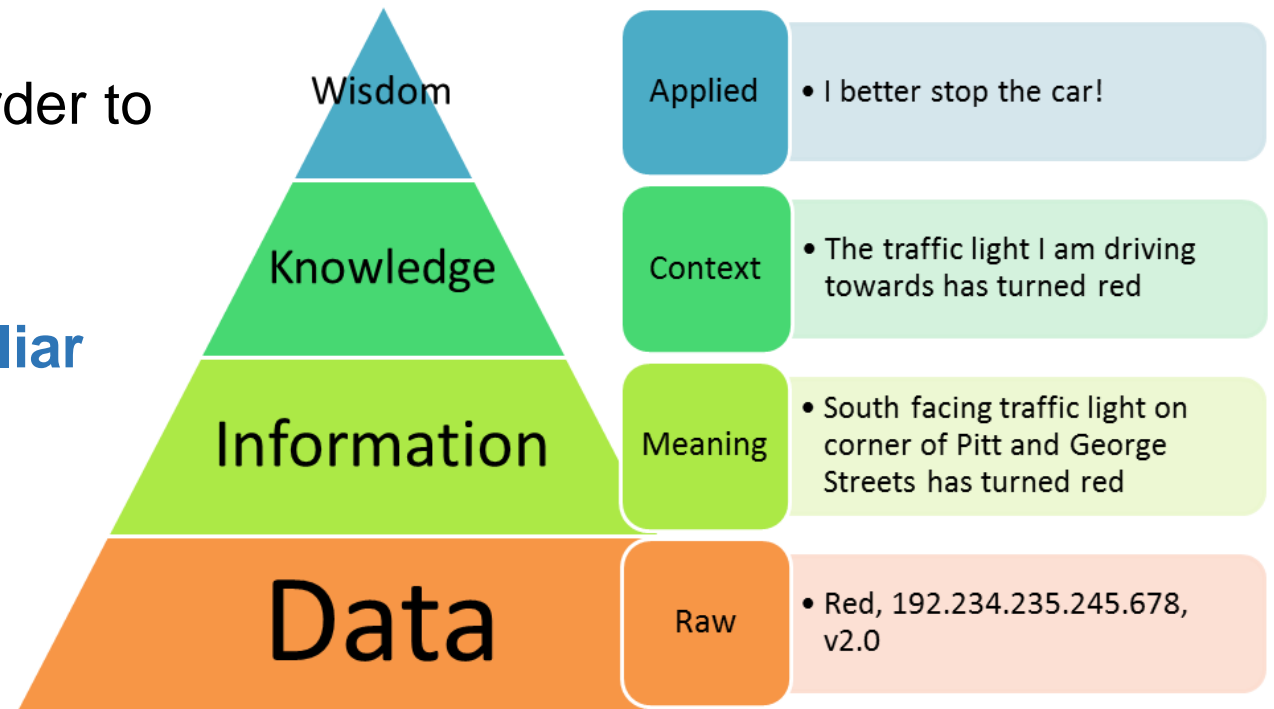 rder to
liar
Wisdom
Applied
• I better stop the car!
Knowledge
Context
• The traffic light I am driving
towards has turned red
Information
Meaning
• South facing traffic light on
corner of Pitt and George
Streets has turned red
Data
Raw
• Red, 192.234.235.245.678,
v2.0